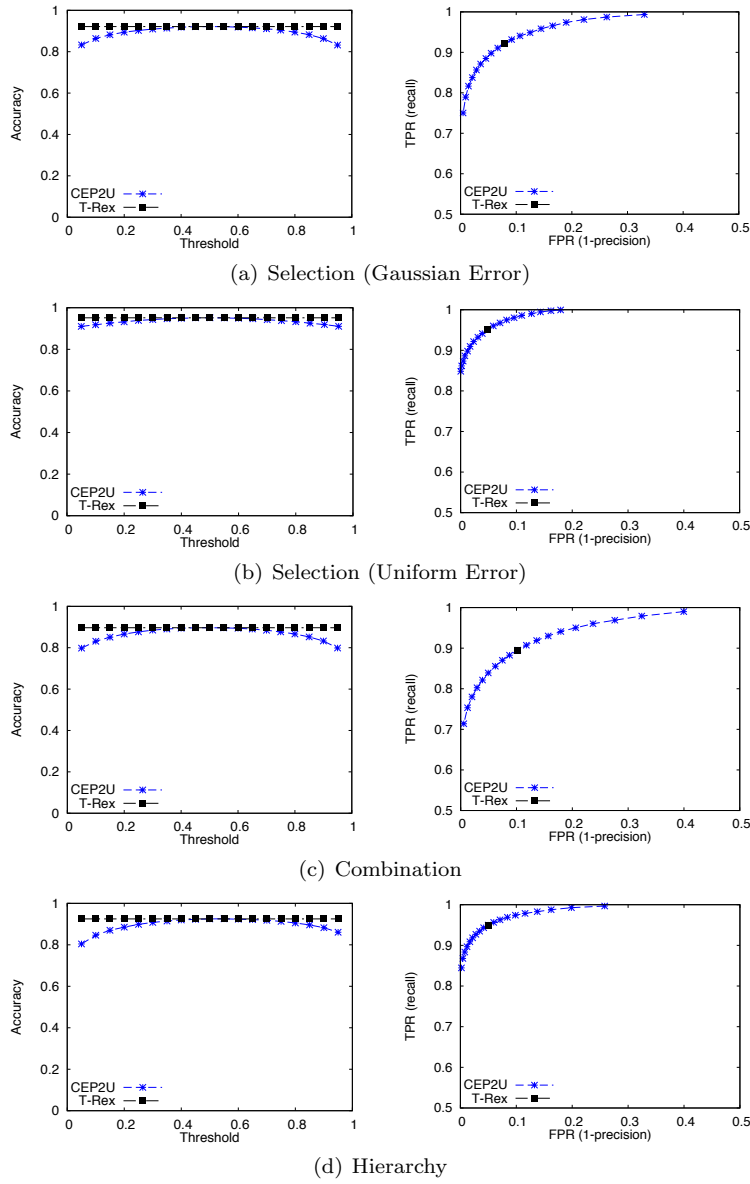 Accuracy
1
0.8
0.6
0.4
0.2
0
CEP2U
T-Rex
0 0.2 0.4 0.6 0.8 1
Threshold
TPR (recall)
1
0.9
0.8
0.7
0.6
0.5
CEP2U
T-Rex
0 0.1 0.2 0.3 0.4 0.5
FPR (1-precision)
(a) Selection (Gaussian Error)
Accuracy
1
0.8
0.6
0.4
0.2
0
CEP2U
T-Rex
0 0.2 0.4 0.6 0.8 1
Threshold
TPR (recall)
1
0.9
0.8
0.7
0.6
0.5
CEP2U
T-Rex
0 0.1 0.2 0.3 0.4 0.5
FPR (1-precision)
(b) Selection (Uniform Error)
Accuracy
1
0.8
0.6
0.4
0.2
0
CEP2U
T-Rex
0 0.2 0.4 0.6 0.8 1
Threshold
TPR (recall)
1
0.9
0.8
0.7
0.6
0.5
CEP2U
T-Rex
0 0.1 0.2 0.3 0.4 0.5
FPR (1-precision)
(c) Combination
Accuracy
1
0.8
0.6
0.4
0.2
0
CEP2U
T-Rex
0 0.2 0.4 0.6 0.8 1
Threshold
TPR (recall)
1
0.9
0.8
0.7
0.6
0.5
CEP2U
T-Rex
0 0.1 0.2 0.3 0.4 0.5
FPR (1-precision)
(d) Hierarchy